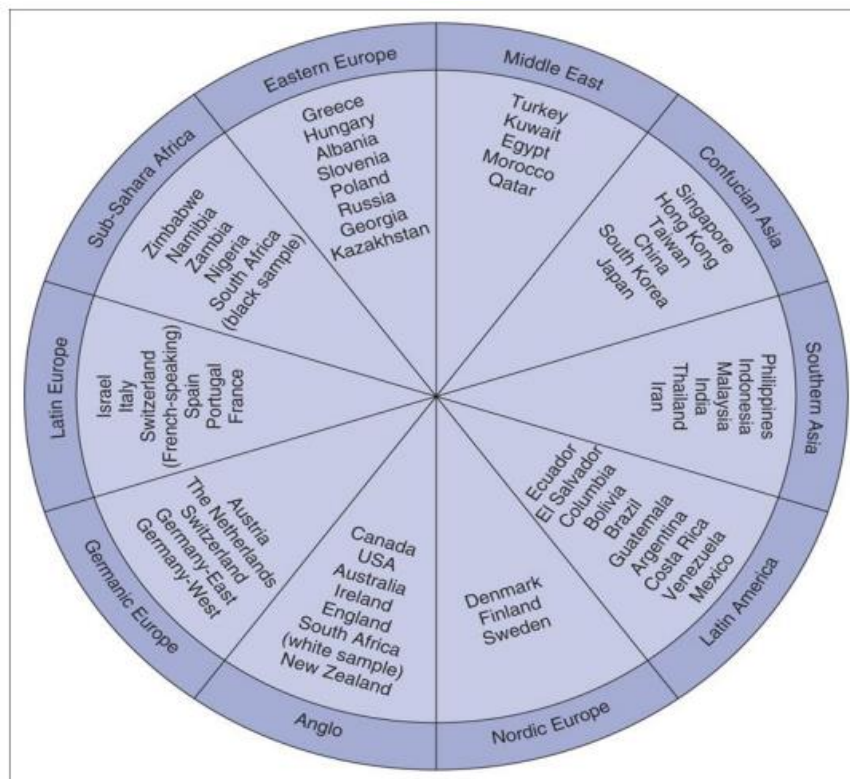 Eastern Europe
Greece
Hungary
Albania
Slovenia
Poland
Russia
Georgia
Kazakhstan
Middle East
Turkey
Kuwait
Egypt
Morocco
Qatar
Confucian Asia
Singapore
Hong Kong
Taiwan
China
South Korea
Japan
Southern Asia
Philippines
Indonesia
Malaysia
India
Thailand
Iran
Latin America
Ecuador
El Salvador
Columbia
Bolivia
Brazil
Guatemala
Argentina
Costa Rica
Venezuela
Mexico
Nordic Europe
Denmark
Finland
Sweden
Anglo
Canada
USA
Australia
Ireland
England
South Africa
(white sample)
New Zealand
Germanic Europe
Austria
The Netherlands
Switzerland
Germany-East
Germany-West
Latin Europe
Israel
Italy
Switzerland
(French-speaking)
Spain
Portugal
France
Sub-Sahara Africa
Zimbabwe
Namibia
Zambia
Nigeria
South Africa
(black sample)